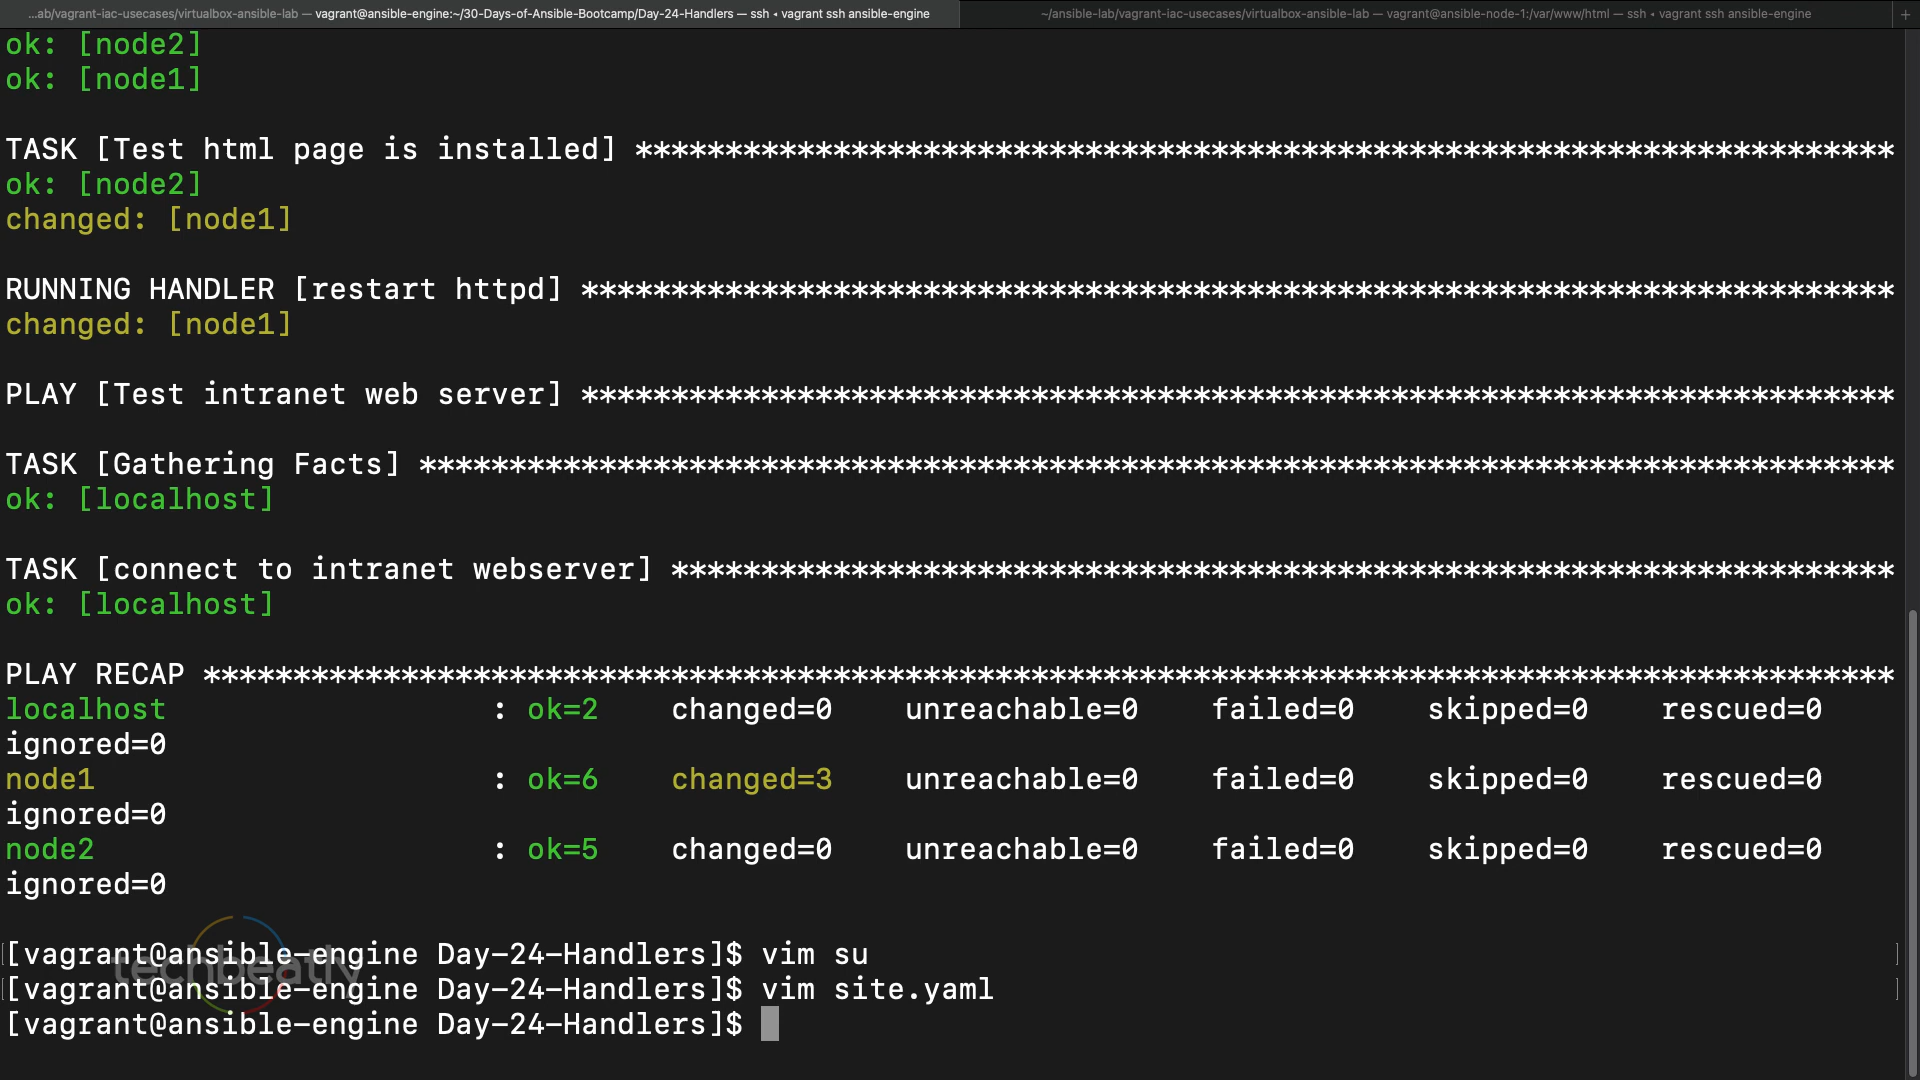 ...ab/vagrant-iac-usecases/virtualbox-ansible-lab — vagrant@ansible-engine:~/30-Days-of-Ansible-Bootcamp/Day-24-Handlers — ssh ‹ vagrant ssh ansible-engine
~/ansible-lab/vagrant-iac-usecases/virtualbox-ansible-lab — vagrant@ansible-node-1:/var/www/html — ssh ‹ vagrant ssh ansible-engine
+
ok: [node2]
ok: [node1]
TASK [Test html page is installed] **********************************************************************
ok: [node2]
changed: [node1]
RUNNING HANDLER [restart httpd] *************************************************************************
changed: [node1]
PLAY [Test intranet web server] *************************************************************************
TASK [Gathering Facts] **********************************************************************************
ok: [localhost]
TASK [connect to intranet webserver] ********************************************************************
ok: [localhost]
PLAY RECAP **********************************************************************************************
localhost                  : ok=2    changed=0    unreachable=0    failed=0    skipped=0    rescued=0
ignored=0
node1                      : ok=6    changed=3    unreachable=0    failed=0    skipped=0    rescued=0
ignored=0
node2                      : ok=5    changed=0    unreachable=0    failed=0    skipped=0    rescued=0
ignored=0
[vagrant@ansible-engine Day-24-Handlers]$ vim su
[vagrant@ansible-engine Day-24-Handlers]$ vim site.yaml
[vagrant@ansible-engine Day-24-Handlers]$
techbeatly